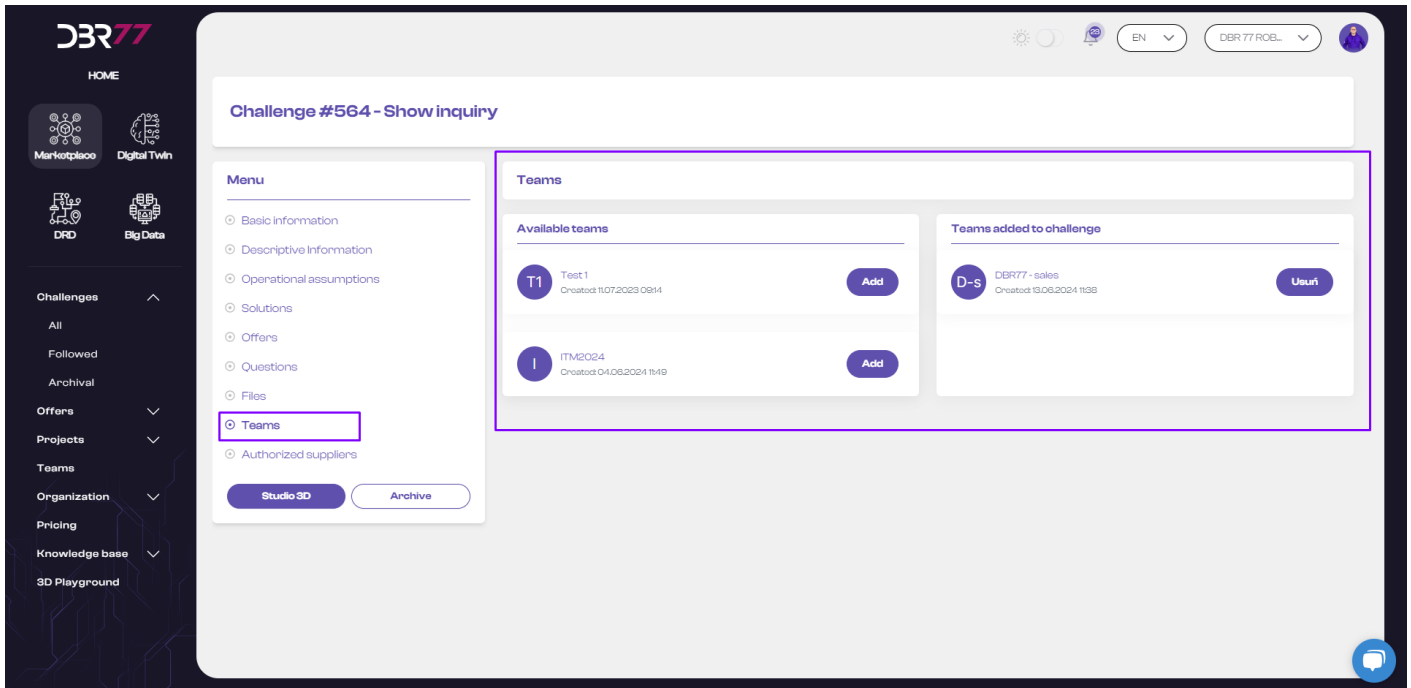 DBR77
HOME
Marketplace
Digital Twin
DRD
Big Data
Challenges
All
Followed
Archival
Offers
Projects
Teams
Organization
Pricing
Knowledge base
3D Playground
EN
DBR 77 ROB...
Challenge #564 - Show inquiry
Menu
Basic information
Descriptive Information
Operational assumptions
Solutions
Offers
Questions
Files
Teams
Authorized suppliers
Studio 3D
Archive
Teams
Available teams
T1
Test 1
Created: 11.07.2023 09:14
Add
I
ITM2024
Created: 04.06.2024 11:49
Add
Teams added to challenge
D-s
DBR77 - sales
Created: 13.06.2024 11:38
Usuń